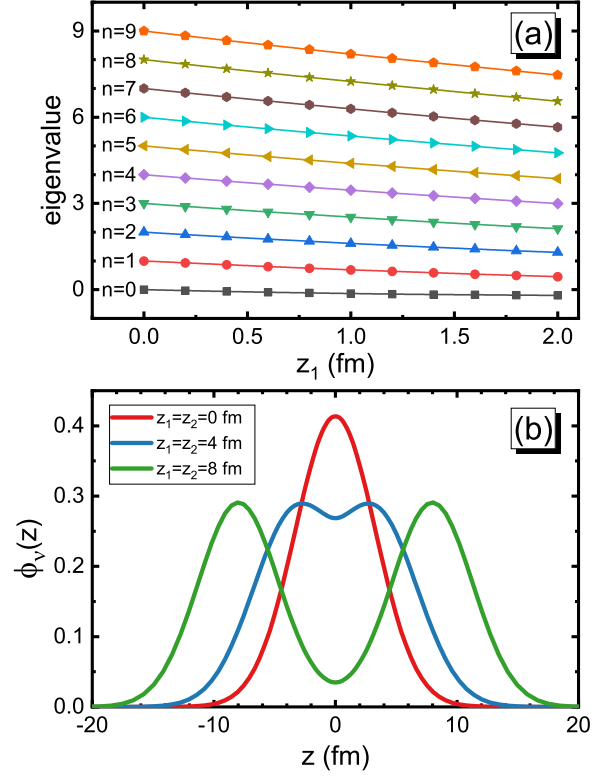 (a)
n=9
n=8
n=7
n=6
n=5
n=4
n=3
n=2
n=1
n=0
9
6
3
0
eigenvalue
0.0 0.5 1.0 1.5 2.0
z₁ (fm)
(b)
z₁=z₂=0 fm
z₁=z₂=4 fm
z₁=z₂=8 fm
0.4
0.3
0.2
0.1
0.0
ϕᵥ(z)
-20 -10 0 10 20
z (fm)